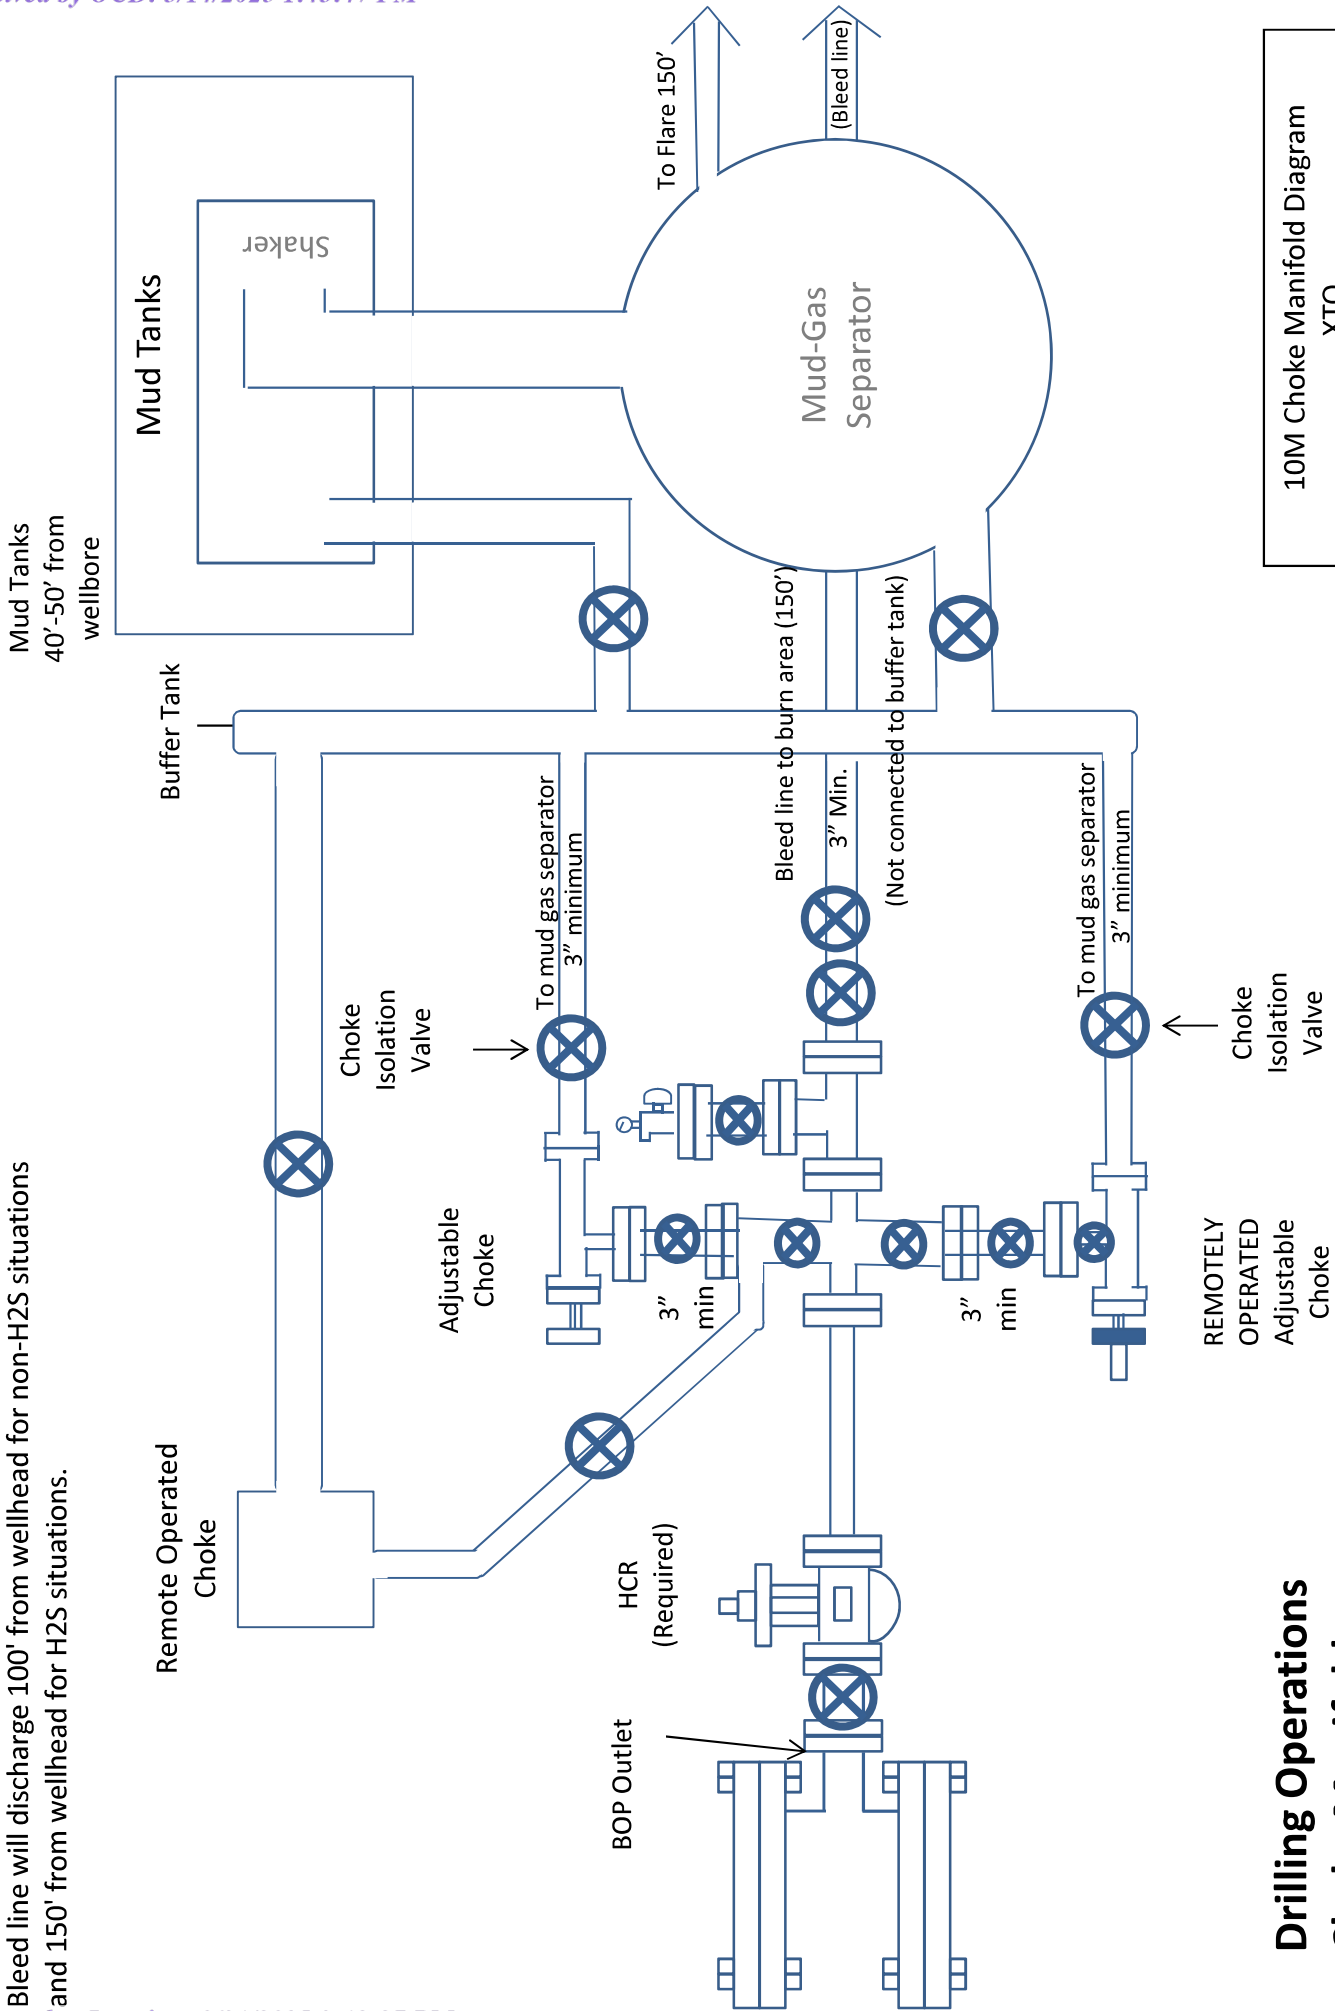 Bleed line will discharge 100' from wellhead for non-H2S situations
and 150' from wellhead for H2S situations.
Mud Tanks
40’-50’ from
wellbore
Mud Tanks
Shaker
Buffer Tank
Remote Operated
Choke
Choke
Isolation
Valve
Adjustable
Choke
To mud gas separator
3” minimum
To Flare 150’
(Bleed line)
Mud-Gas
Separator
HCR
(Required)
BOP Outlet
3”
min
Bleed line to burn area (150’)
3” Min.
(Not connected to buffer tank)
3”
min
To mud gas separator
3” minimum
REMOTELY
OPERATED
Adjustable
Choke
Choke
Isolation
Valve
Drilling Operations
10M Choke Manifold Diagram
XTO
by OCD: